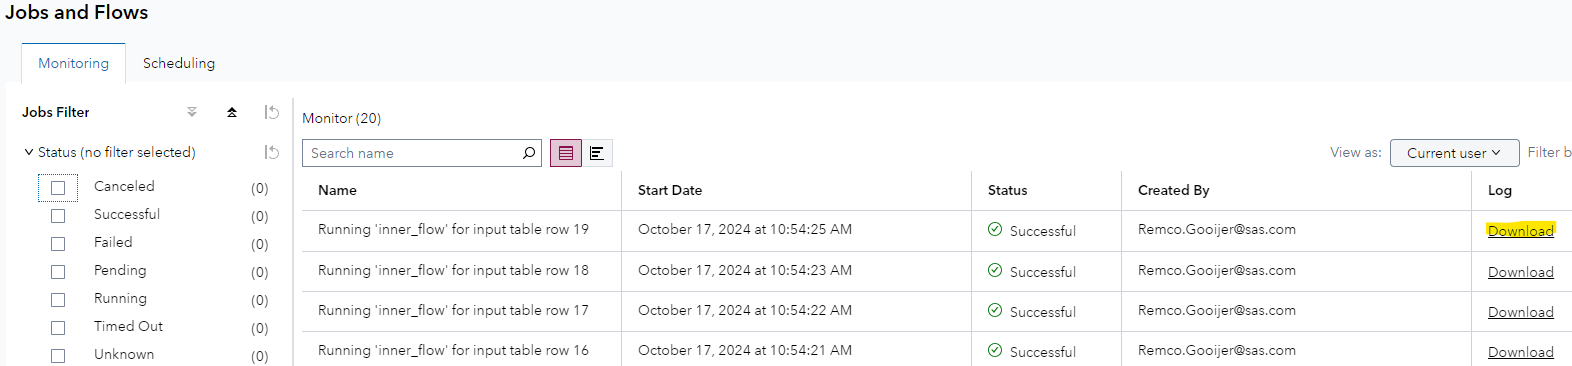 Jobs and Flows
Monitoring
Scheduling
Jobs Filter
Status (no filter selected)
Canceled (0)
Successful (0)
Failed (0)
Pending (0)
Running (0)
Timed Out (0)
Unknown (0)
Monitor (20)
Search name
View as: Current user Filter b
Name Start Date Status Created By Log
Running 'inner_flow' for input table row 19 October 17, 2024 at 10:54:25 AM Successful Remco.Gooijer@sas.com Download
Running 'inner_flow' for input table row 18 October 17, 2024 at 10:54:23 AM Successful Remco.Gooijer@sas.com Download
Running 'inner_flow' for input table row 17 October 17, 2024 at 10:54:22 AM Successful Remco.Gooijer@sas.com Download
Running 'inner_flow' for input table row 16 October 17, 2024 at 10:54:21 AM Successful Remco.Gooijer@sas.com Download